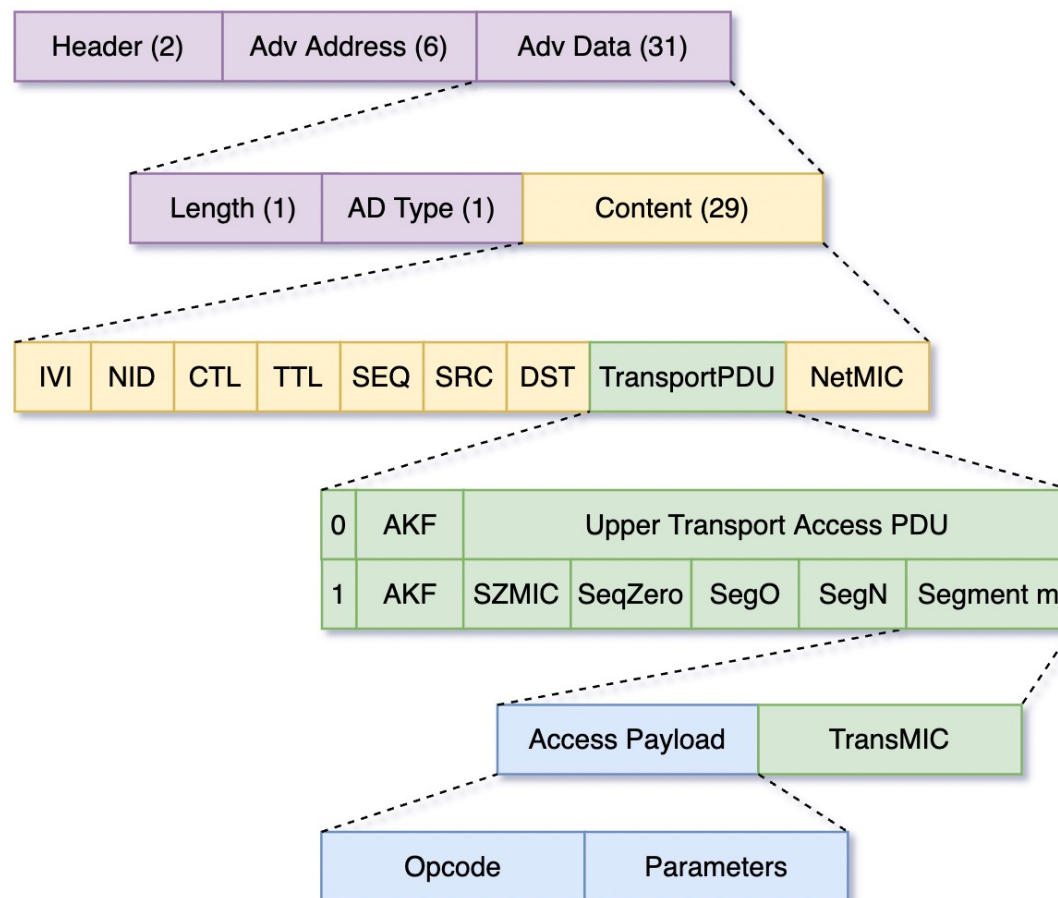 Header (2) Adv Address (6) Adv Data (31)
Length (1) AD Type (1) Content (29)
IVI NID CTL TTL SEQ SRC DST TransportPDU NetMIC
0 AKF Upper Transport Access PDU
1 AKF SZMIC SeqZero SegO SegN Segment m
Access Payload TransMIC
Opcode Parameters